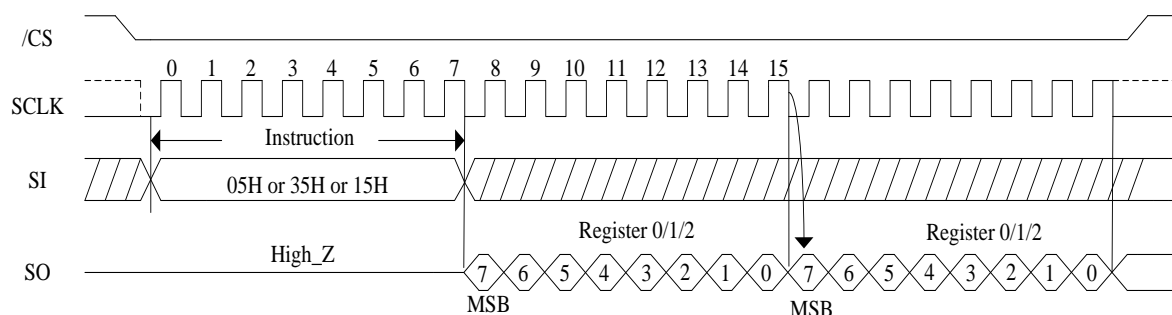 /CS
0 1 2 3 4 5 6 7 8 9 10 11 12 13 14 15
SCLK
Instruction
SI
05H or 35H or 15H
Register 0/1/2 Register 0/1/2
High_Z
SO
7 6 5 4 3 2 1 0 7 6 5 4 3 2 1 0
MSB MSB